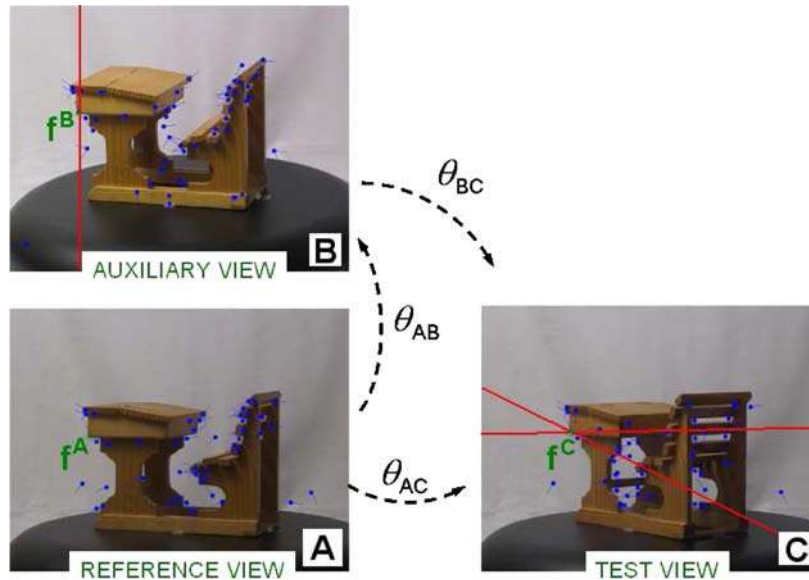 f^B
B
AUXILIARY VIEW
θ_BC
θ_AB
f^A
A
REFERENCE VIEW
θ_AC
f^C
C
TEST VIEW